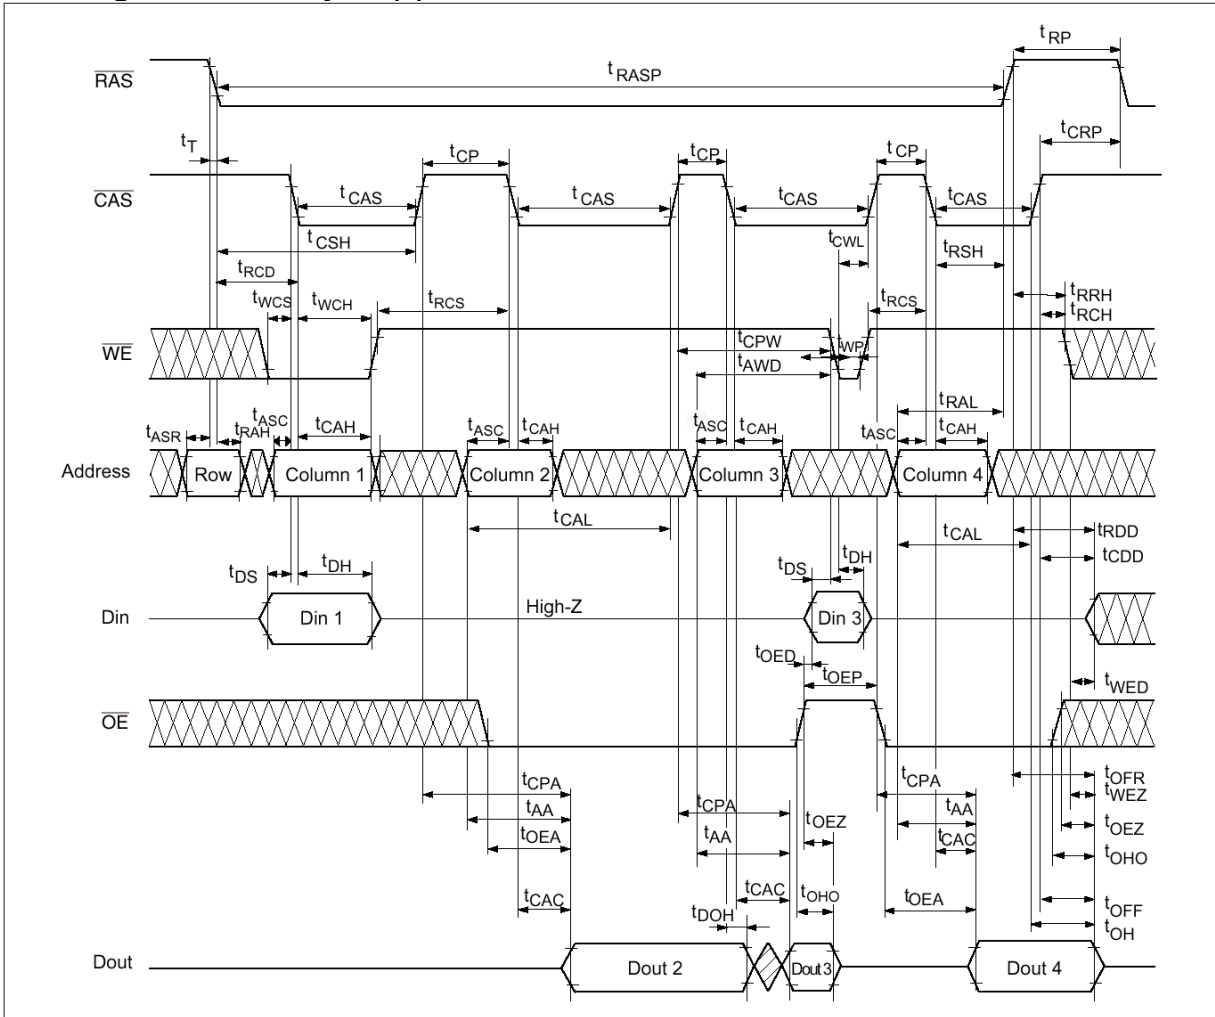 tRP
RAS
tRASP
tT
tCRP
tCP tCP tCP
CAS
tCAS tCAS tCAS tCAS
tCSH
tCWL
tRSH
tRCD
tWCS tWCH tRCS tRCS
tRRH
tRCH
WE
tCPW tWP
tAWD
tRAL
tASR tRAH tASC tCAH tASC tCAH tASC tCAH tASC tCAH
Address Row Column 1 Column 2 Column 3 Column 4
tCAL tCAL
tRDD
tCDD
tDS tDH tDS tDH
Din Din 1 High-Z Din 3
tOED
tOEP
tWED
OE
tCPA tCPA tCPA tOFR
tWEZ
tAA tAA tOEZ tAA tOEZ
tOEA tCAC tOHO
tCAC tCAC tOHO tOEA tOFF
tDOH tOH
Dout Dout 2 Dout3 Dout 4